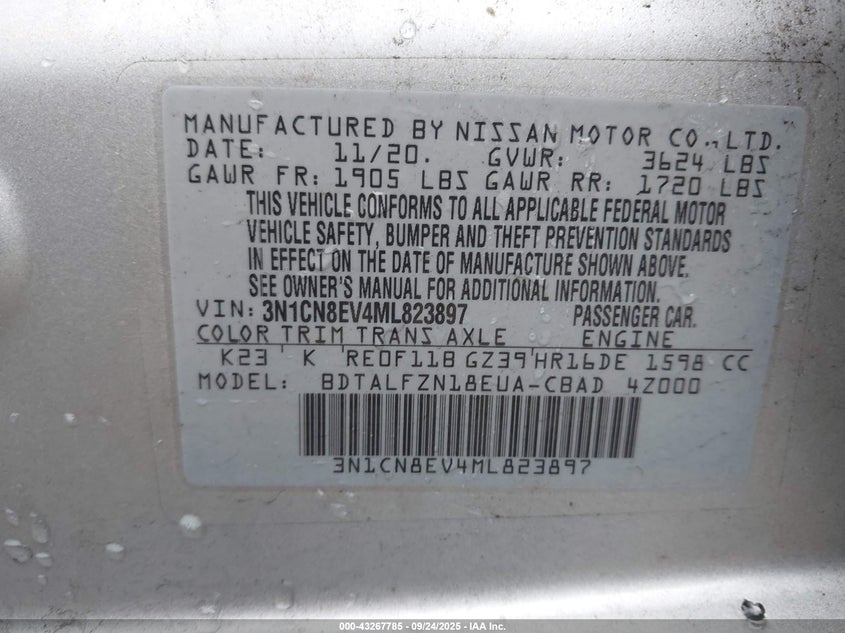 MANUFACTURED BY NISSAN MOTOR CO., LTD.
DATE: 11/20. GVWR: 3624 LBS
GAWR FR: 1905 LBS GAWR RR: 1720 LBS
THIS VEHICLE CONFORMS TO ALL APPLICABLE FEDERAL MOTOR
VEHICLE SAFETY, BUMPER AND THEFT PREVENTION STANDARDS
IN EFFECT ON THE DATE OF MANUFACTURE SHOWN ABOVE.
SEE OWNER'S MANUAL FOR ADDITIONAL INFORMATION.
VIN: 3N1CN8EV4ML823897 PASSENGER CAR.
COLOR TRIM TRANS AXLE ENGINE
K23 K RE0F11B GZ39 HR16DE 1598 CC
MODEL: BDTALFZN18EUA-CBAD 4Z000
3N1CN8EV4ML823897
000-43267785 - 09/24/2025 - IAA Inc.